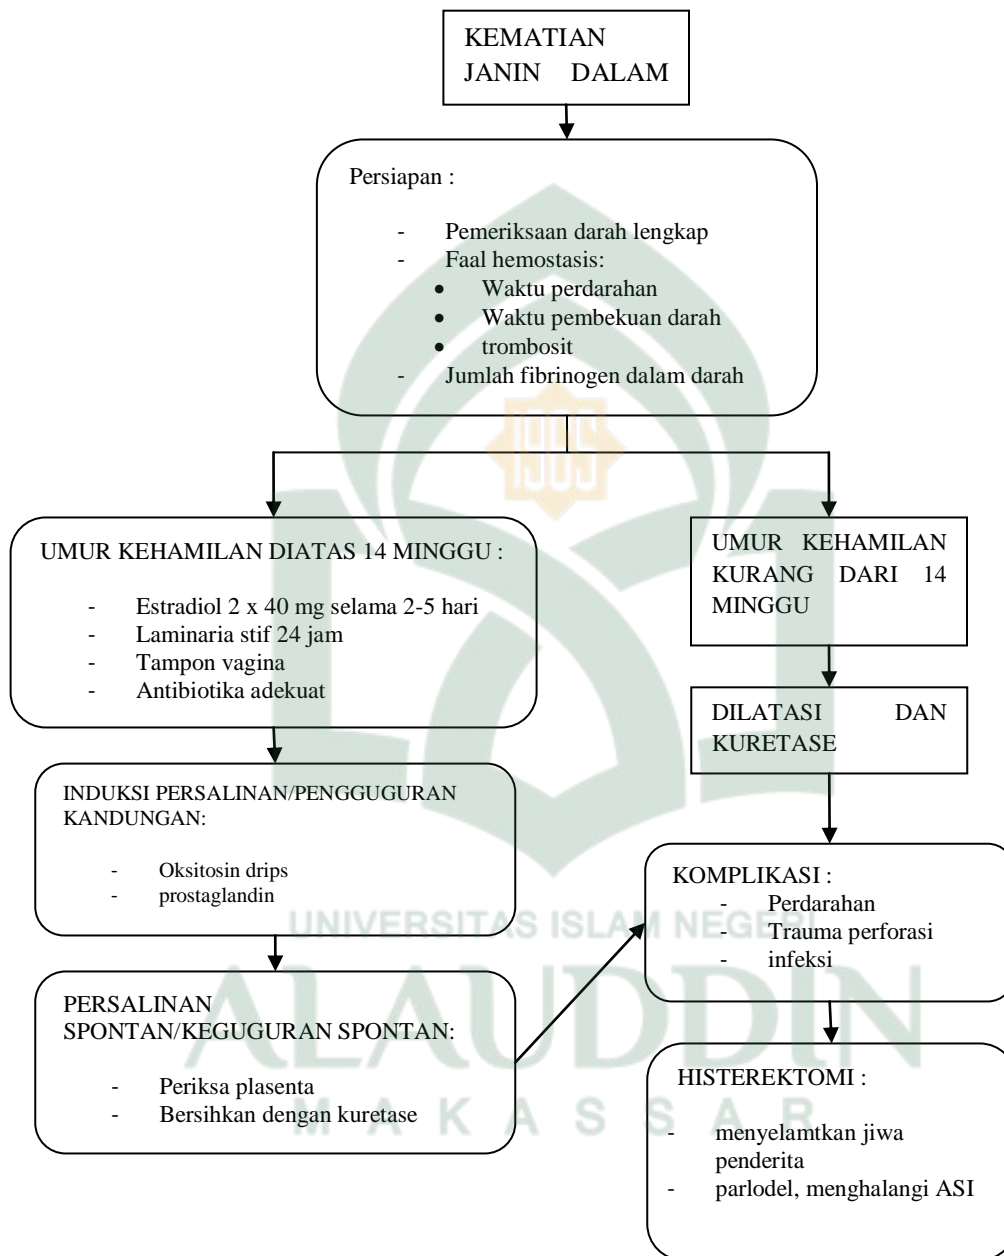 KEMATIAN
JANIN DALAM
Persiapan :
- Pemeriksaan darah lengkap
- Faal hemostasis:
• Waktu perdarahan
• Waktu pembekuan darah
• trombosit
- Jumlah fibrinogen dalam darah
UMUR KEHAMILAN DIATAS 14 MINGGU :
- Estradiol 2 x 40 mg selama 2-5 hari
- Laminaria stif 24 jam
- Tampon vagina
- Antibiotika adekuat
INDUKSI PERSALINAN/PENGGUGURAN
KANDUNGAN:
- Oksitosin drips
- prostaglandin
PERSALINAN
SPONTAN/KEGUGURAN SPONTAN:
- Periksa plasenta
- Bersihkan dengan kuretase
UMUR KEHAMILAN
KURANG DARI 14
MINGGU
DILATASI DAN
KURETASE
KOMPLIKASI :
- Perdarahan
- Trauma perforasi
- infeksi
HISTEREKTOMI :
- menyelamtkan jiwa
penderita
- parlodel, menghalangi ASI
1965
UNIVERSITAS ISLAM NEGERI
ALAUDDIN
MAKASSAR